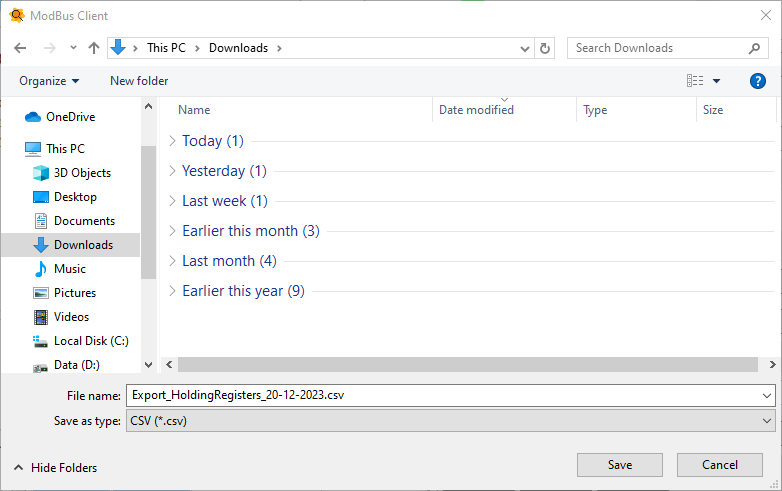 ModBus Client
This PC > Downloads >
Search Downloads
Organize
New folder
?
Name
Date modified
Type
Size
OneDrive
This PC
3D Objects
Desktop
Documents
Downloads
Music
Pictures
Videos
Local Disk (C:)
Data (D:)
Today (1)
Yesterday (1)
Last week (1)
Earlier this month (3)
Last month (4)
Earlier this year (9)
File name: Export_HoldingRegisters_20-12-2023.csv
Save as type: CSV (*.csv)
Hide Folders
Save
Cancel